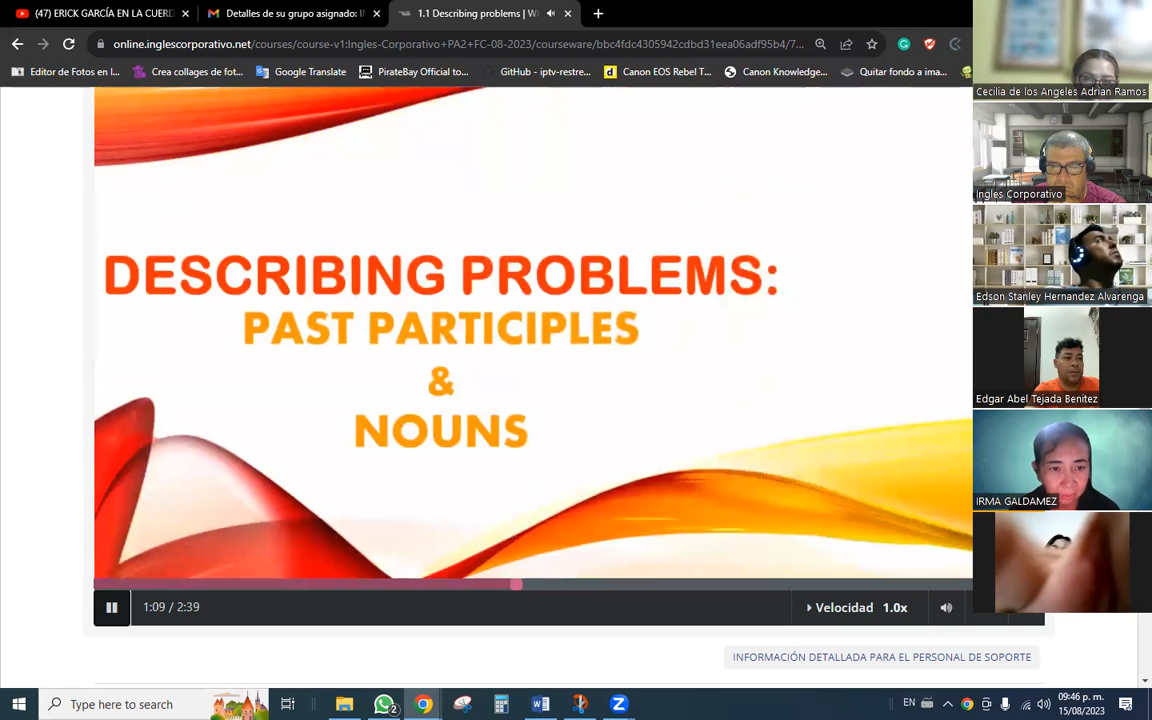 (47) ERICK GARCÍA EN LA CUERD
Detalles de su grupo asignado: II
1.1 Describing problems | W
online.inglescorporativo.net/courses/course-v1:Ingles-Corporativo+PA2+FC-08-2023/courseware/bbc4fdc4305942cdbd31eea06adf95b4/7...
Editor de Fotos en l...
Crea collages de fot...
Google Translate
PirateBay Official to...
GitHub - iptv-restre...
Canon EOS Rebel T...
Canon Knowledge...
Quitar fondo a ima...
DESCRIBING PROBLEMS:
PAST PARTICIPLES
&
NOUNS
1:09 / 2:39
Velocidad 1.0x
INFORMACIÓN DETALLADA PARA EL PERSONAL DE SOPORTE
Cecilia de los Angeles Adrian Ramos
Ingles Corporativo
Edson Stanley Hernandez Alvarenga
Edgar Abel Tejada Benitez
IRMA GALDAMEZ
Type here to search
2
EN
09:46 p. m.
15/08/2023